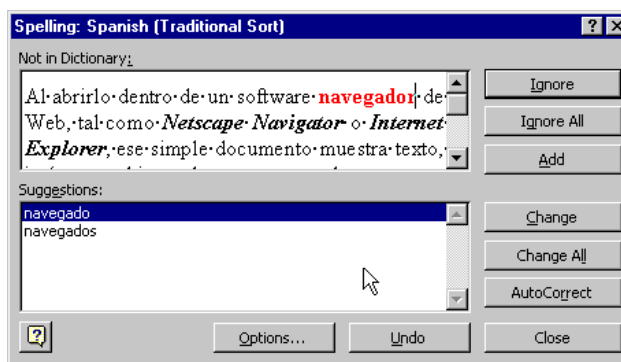 Spelling: Spanish (Traditional Sort)
Not in Dictionary:
Al·abrirlo·dentro·de·un·software·navegador·de·
Web,·tal·como·Netscape·Navigator·o·Internet·
Explorer,·ese·simple·documento·muestra·texto,·
Ignore
Ignore All
Add
Suggestions:
navegado
navegados
Change
Change All
AutoCorrect
Options...
Undo
Close